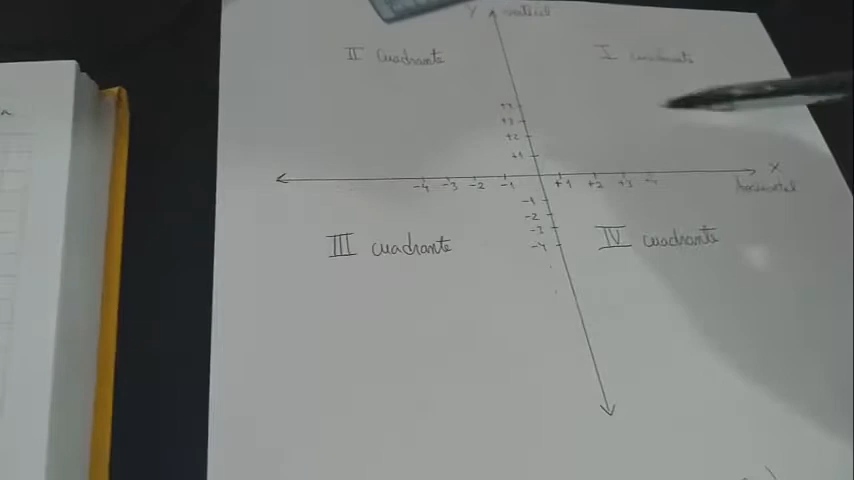 Y vertical
II cuadrante
I cuadrante
+4
+3
+2
+1
-4 -3 -2 -1 +1 +2 +3 +4
X
horizontal
-1
-2
-3
-4
III cuadrante
IV cuadrante